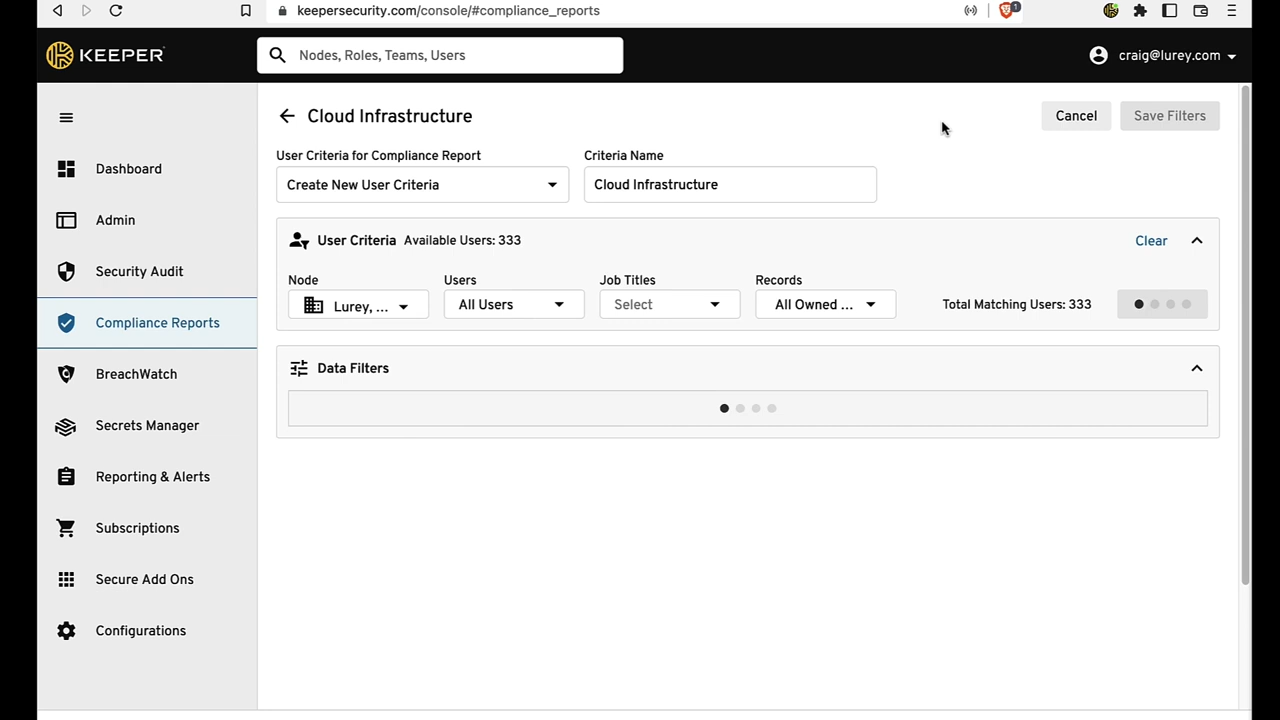 keepersecurity.com/console/#compliance_reports
1
KEEPER
Nodes, Roles, Teams, Users
craig@lurey.com
Cloud Infrastructure
Cancel
Save Filters
User Criteria for Compliance Report
Criteria Name
Create New User Criteria
Cloud Infrastructure
User Criteria Available Users: 333
Clear
Node
Users
Job Titles
Records
Lurey, ...
All Users
Select
All Owned ...
Total Matching Users: 333
Data Filters
Dashboard
Admin
Security Audit
Compliance Reports
BreachWatch
Secrets Manager
Reporting & Alerts
Subscriptions
Secure Add Ons
Configurations